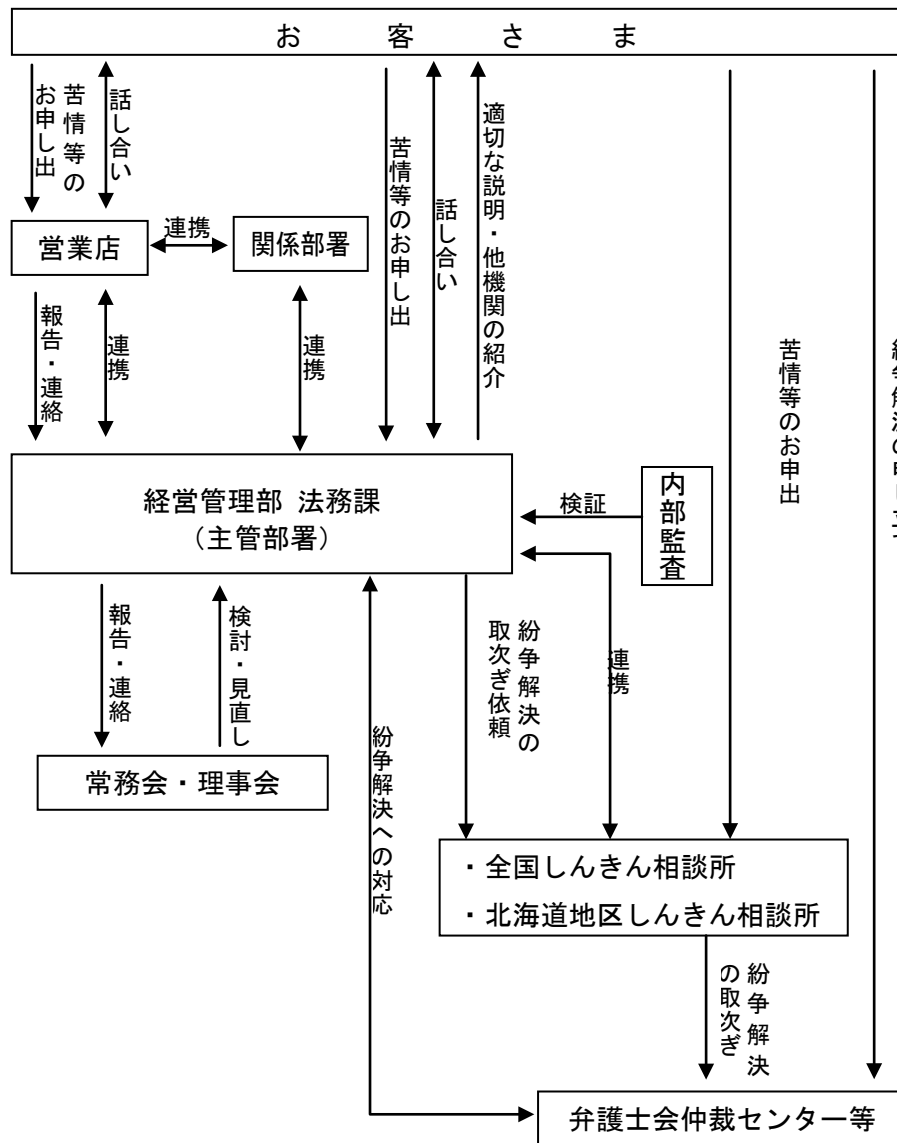 お客さま
苦情等の
お申し出
話し合い
苦情等のお申し出
話し合い
適切な説明・他機関の紹介
営業店
連携
関係部署
報告・連絡
連携
連携
苦情等のお申出
経営管理部 法務課
（主管部署）
検証
内部監査
報告・連絡
検討・見直し
紛争解決の
取次ぎ依頼
連携
常務会・理事会
紛争解決への対応
・全国しんきん相談所
・北海道地区しんきん相談所
紛争解決
の取次ぎ
弁護士会仲裁センター等